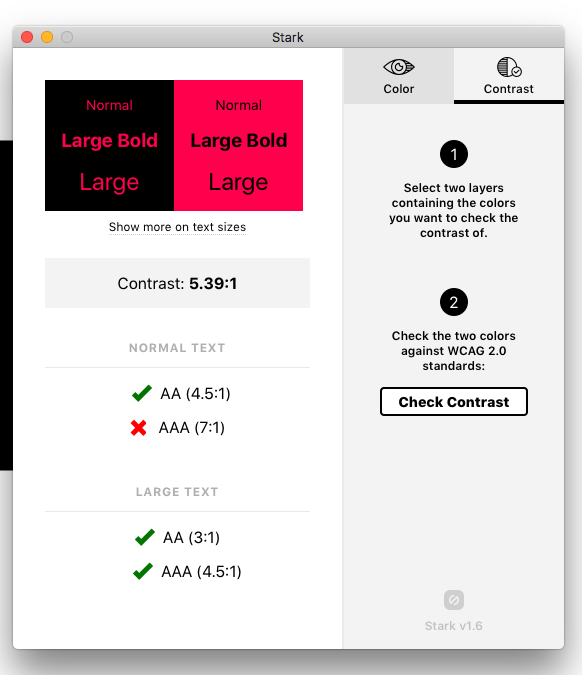 Stark
Normal
Normal
Large Bold
Large Bold
Large
Large
Show more on text sizes
Contrast: 5.39:1
NORMAL TEXT
AA (4.5:1)
AAA (7:1)
LARGE TEXT
AA (3:1)
AAA (4.5:1)
Color
Contrast
1
Select two layers
containing the colors
you want to check the
contrast of.
2
Check the two colors
against WCAG 2.0
standards:
Check Contrast
Stark v1.6